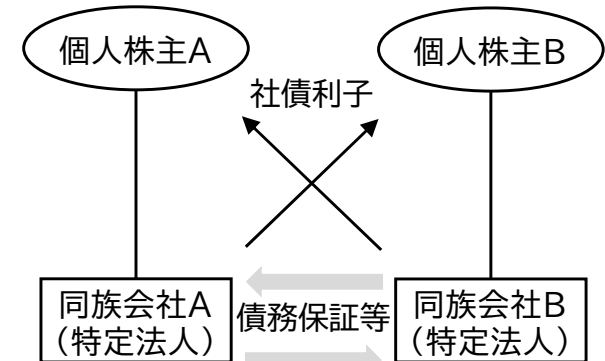 個人株主A
個人株主B
社債利子
同族会社A
（特定法人）
債務保証等
同族会社B
（特定法人）